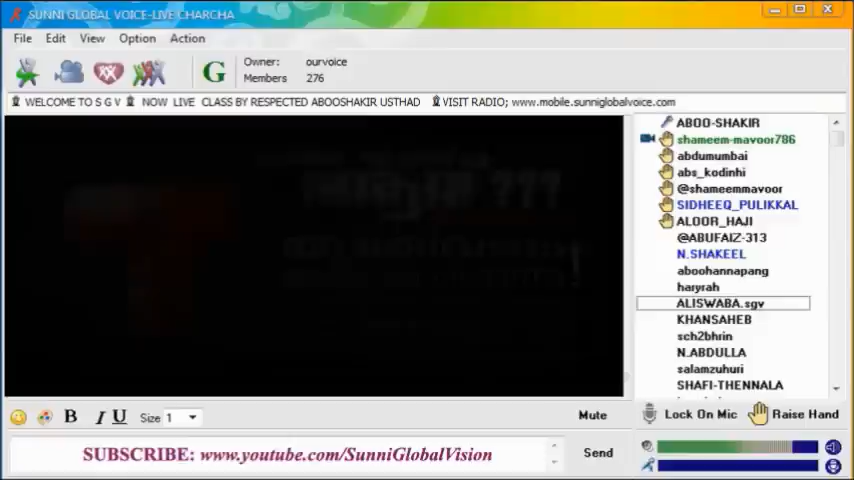 SUNNI GLOBAL VOICE-LIVE CHARCHA
File Edit View Option Action
G
Owner: ourvoice
Members 276
WELCOME TO S G V NOW LIVE CLASS BY RESPECTED ABOOSHAKIR USTHAD VISIT RADIO; www.mobile.sunniglobalvoice.com
ABOO-SHAKIR
shameem-mavoor786
abdumumbai
abs_kodinhi
@shameemmavoor
SIDHEEQ_PULIKKAL
ALOOR_HAJI
@ABUFAIZ-313
N.SHAKEEL
aboohannapang
haryrah
ALISWABA.sgv
KHANSAHEB
sch2bhrin
N.ABDULLA
salamzuhuri
SHAFI-THENNALA
B I U Size 1
Mute
Lock On Mic
Raise Hand
SUBSCRIBE: www.youtube.com/SunniGlobalVision
Send